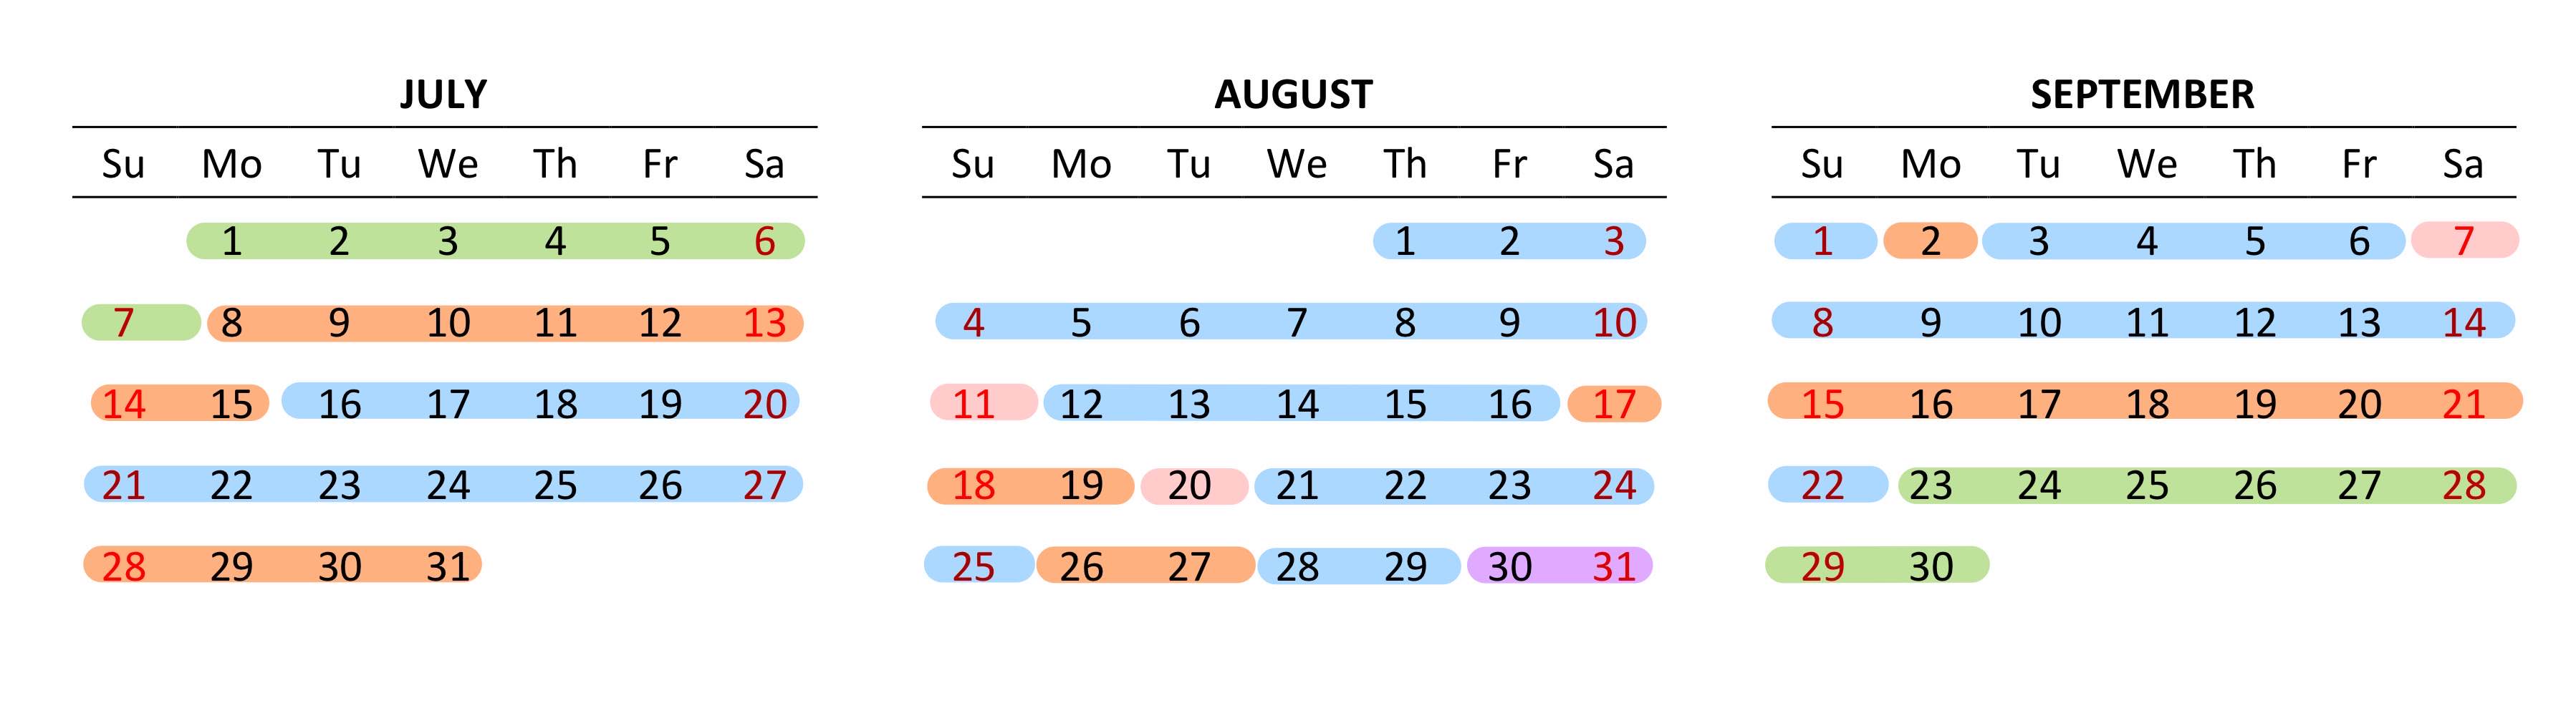 JULY
Su Mo Tu We Th Fr Sa
1 2 3 4 5 6
7 8 9 10 11 12 13
14 15 16 17 18 19 20
21 22 23 24 25 26 27
28 29 30 31
AUGUST
Su Mo Tu We Th Fr Sa
1 2 3
4 5 6 7 8 9 10
11 12 13 14 15 16 17
18 19 20 21 22 23 24
25 26 27 28 29 30 31
SEPTEMBER
Su Mo Tu We Th Fr Sa
1 2 3 4 5 6 7
8 9 10 11 12 13 14
15 16 17 18 19 20 21
22 23 24 25 26 27 28
29 30